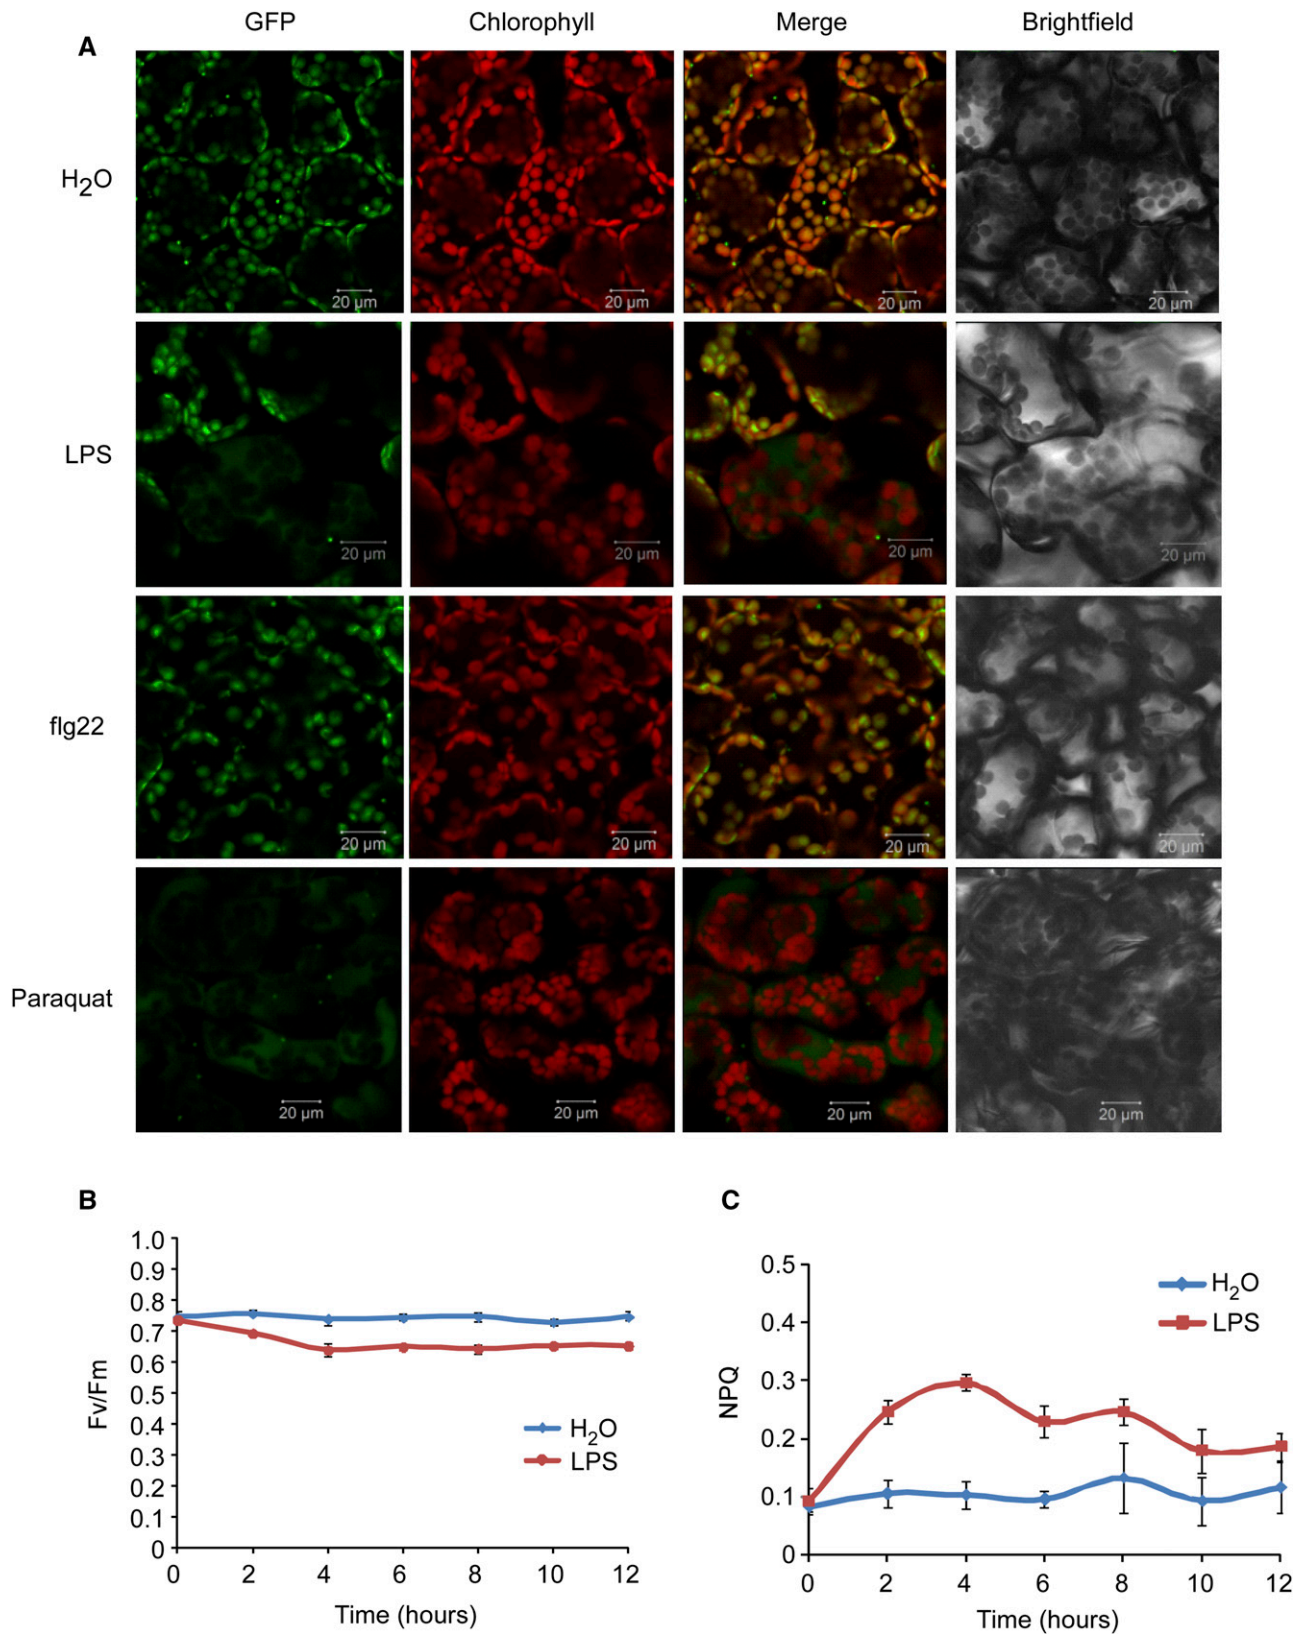 GFP Chlorophyll Merge Brightfield
A
H2O
20 µm 20 µm 20 µm 20 µm
LPS
20 µm 20 µm 20 µm 20 µm
flg22
20 µm 20 µm 20 µm 20 µm
Paraquat
20 µm 20 µm 20 µm 20 µm
B
1.0
0.9
0.8
0.7
0.6
0.5
0.4
0.3
0.2
0.1
0
Fv/Fm
H2O
LPS
0 2 4 6 8 10 12
Time (hours)
C
0.5
0.4
0.3
0.2
0.1
0
NPQ
H2O
LPS
0 2 4 6 8 10 12
Time (hours)